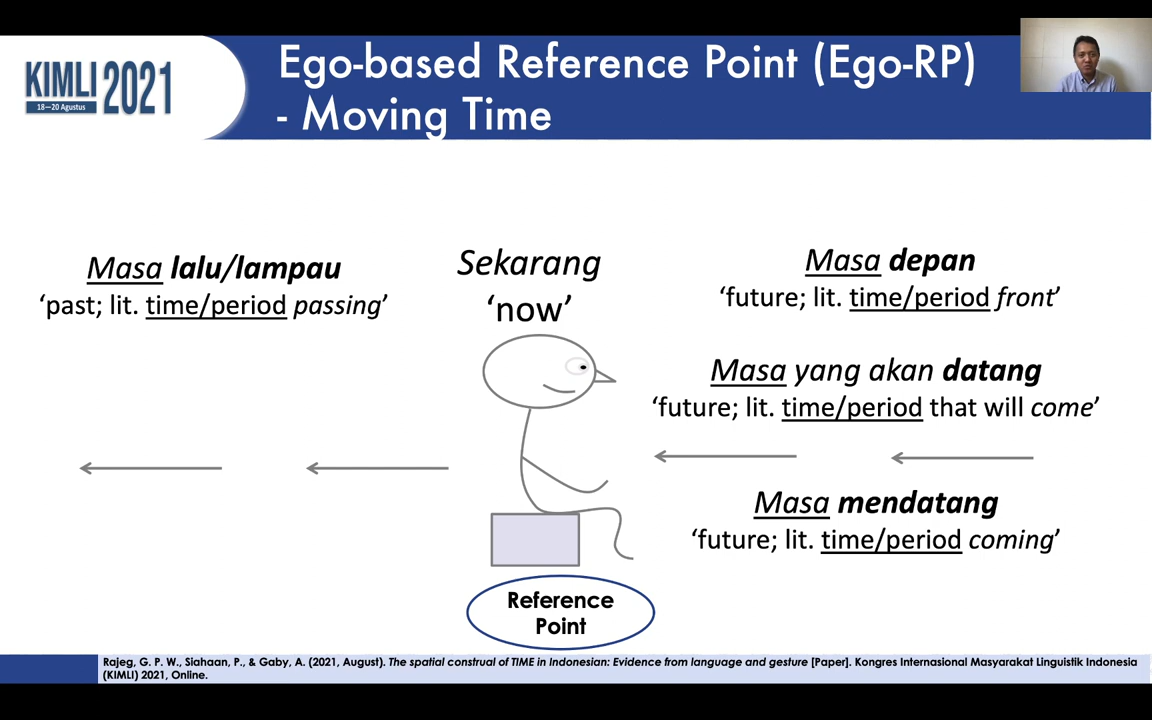 KIMLI 2021
18—20 Agustus
Ego-based Reference Point (Ego-RP)
- Moving Time
Masa lalu/lampau
‘past; lit. time/period passing’
Sekarang
‘now’
Masa depan
‘future; lit. time/period front’
Masa yang akan datang
‘future; lit. time/period that will come’
Masa mendatang
‘future; lit. time/period coming’
Reference
Point
Rajeg, G. P. W., Siahaan, P., & Gaby, A. (2021, August). The spatial construal of TIME in Indonesian: Evidence from language and gesture [Paper]. Kongres Internasional Masyarakat Linguistik Indonesia
(KIMLI) 2021, Online.